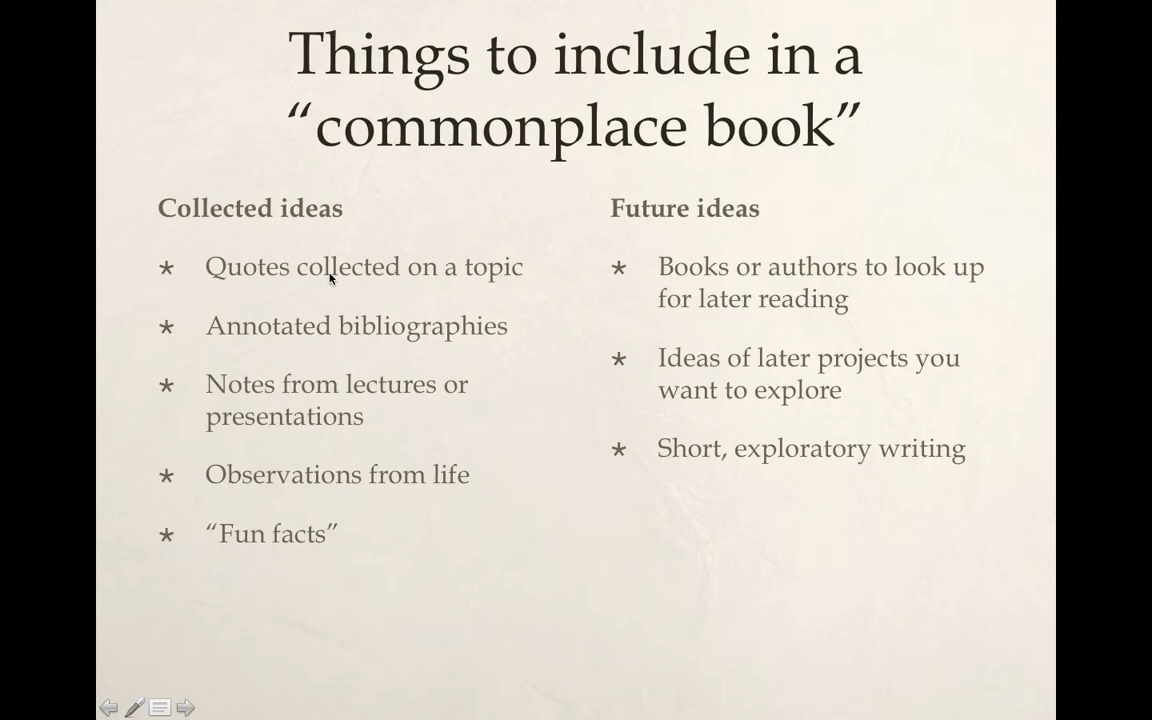 Things to include in a
“commonplace book”
Collected ideas
* Quotes collected on a topic
* Annotated bibliographies
* Notes from lectures or
presentations
* Observations from life
* “Fun facts”
Future ideas
* Books or authors to look up
for later reading
* Ideas of later projects you
want to explore
* Short, exploratory writing